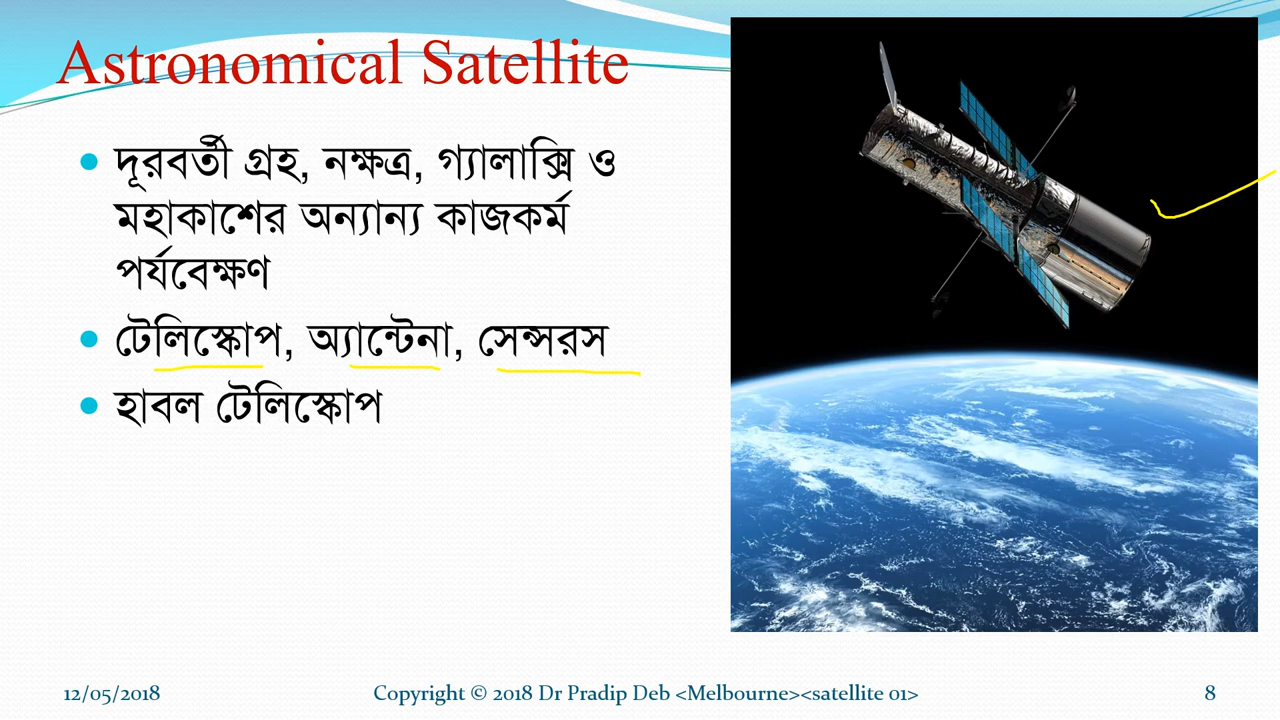 Astronomical Satellite
দূরবর্তী গ্রহ, নক্ষত্র, গ্যালাক্সি ও
মহাকাশের অন্যান্য কাজকর্ম
পর্যবেক্ষণ
টেলিস্কোপ, অ্যান্টেনা, সেন্সরস
হাবল টেলিস্কোপ
12/05/2018
Copyright © 2018 Dr Pradip Deb <Melbourne><satellite 01>
8